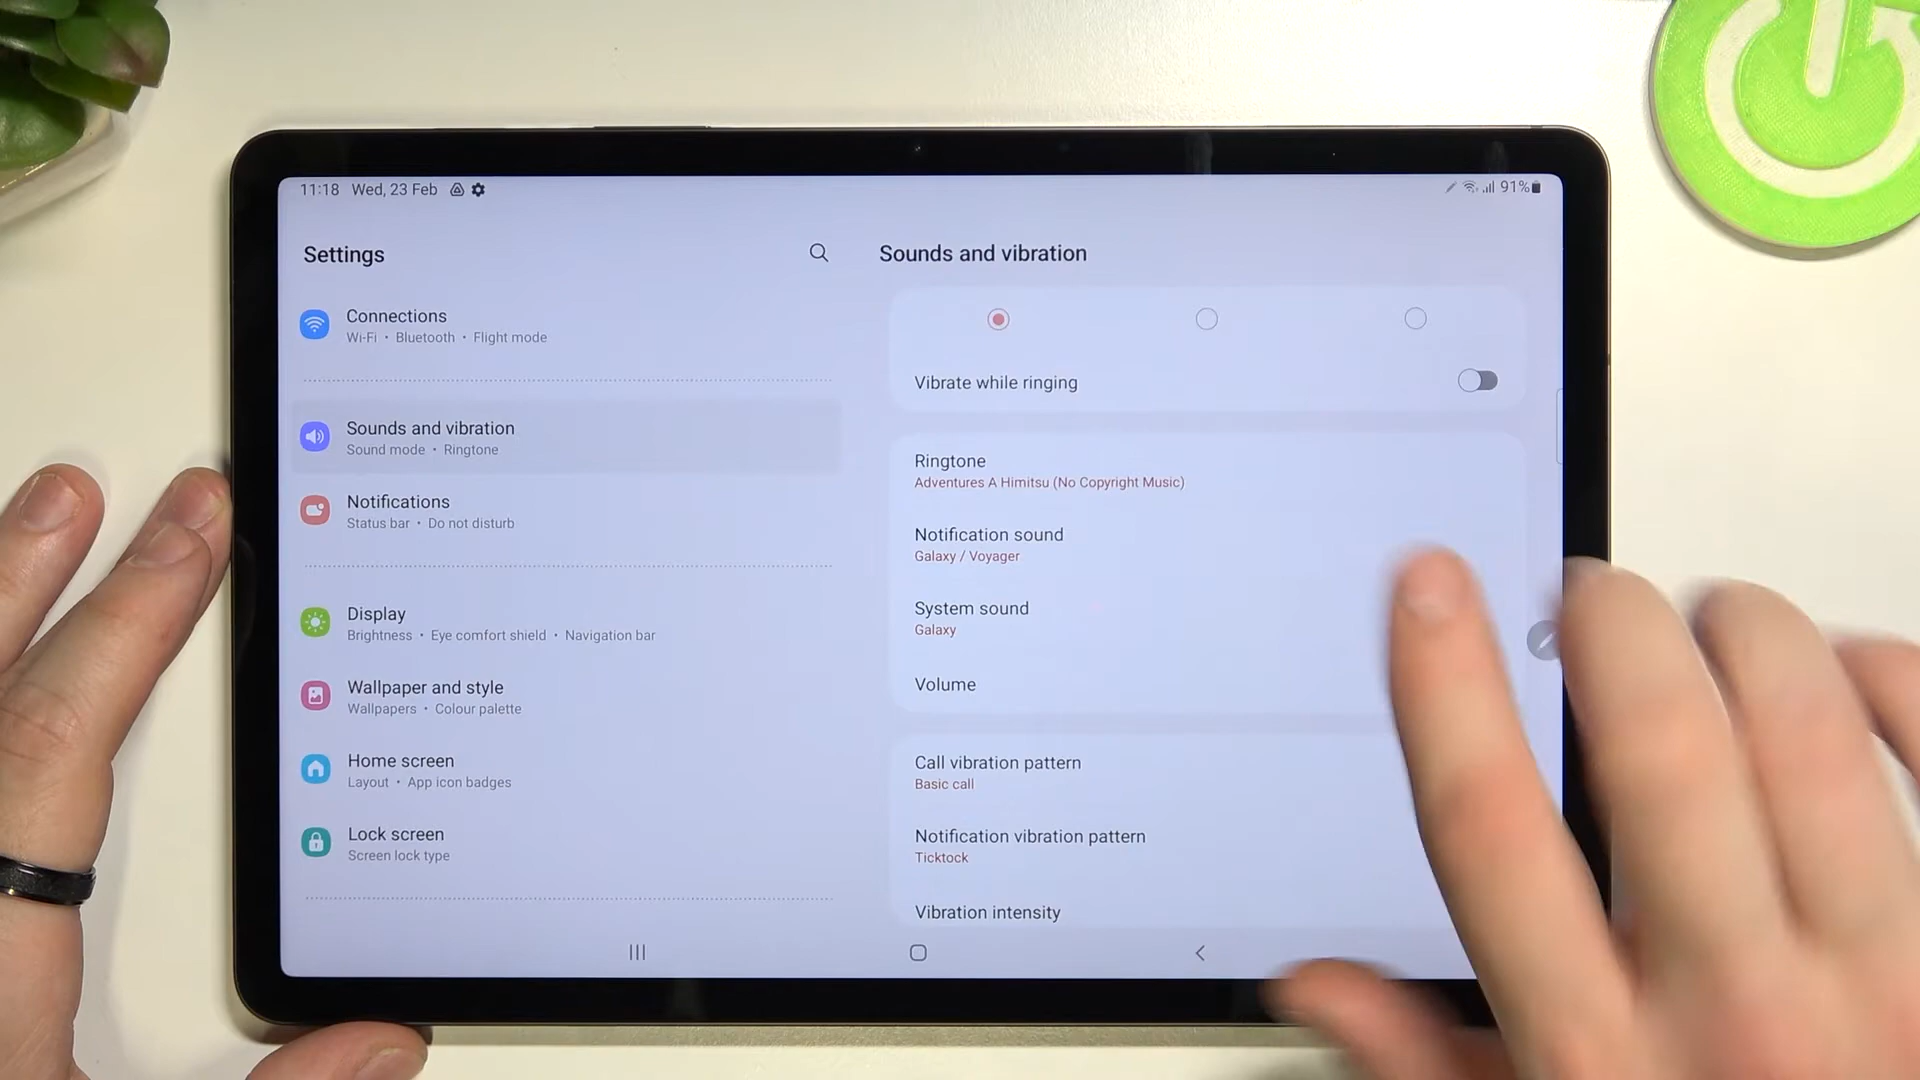 11:18 Wed, 23 Feb
91%
Settings
Connections
Wi-Fi • Bluetooth • Flight mode
Sounds and vibration
Sound mode • Ringtone
Notifications
Status bar • Do not disturb
Display
Brightness • Eye comfort shield • Navigation bar
Wallpaper and style
Wallpapers • Colour palette
Home screen
Layout • App icon badges
Lock screen
Screen lock type
Sounds and vibration
Vibrate while ringing
Ringtone
Adventures A Himitsu (No Copyright Music)
Notification sound
Galaxy / Voyager
System sound
Galaxy
Volume
Call vibration pattern
Basic call
Notification vibration pattern
Ticktock
Vibration intensity